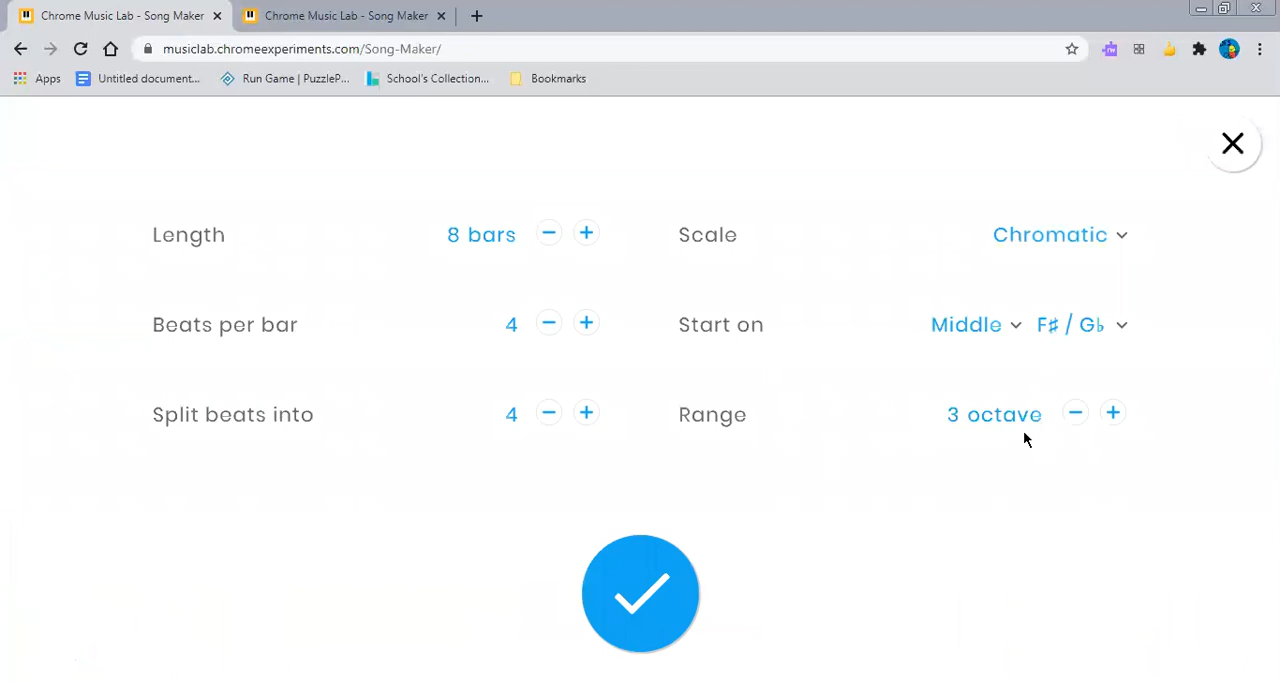 Chrome Music Lab - Song Maker Chrome Music Lab - Song Maker
musiclab.chromeexperiments.com/Song-Maker/
Apps Untitled document... Run Game | PuzzleP... School's Collection... Bookmarks
Length 8 bars − + Scale Chromatic
Beats per bar 4 − + Start on Middle F♯ / G♭
Split beats into 4 − + Range 3 octave − +